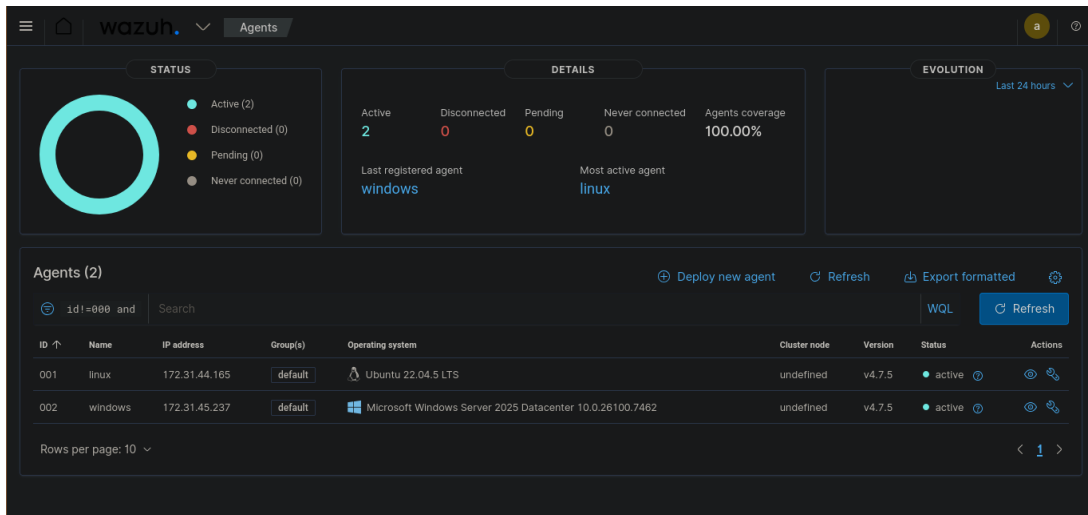 wazuh. Agents a
STATUS
Active (2)
Disconnected (0)
Pending (0)
Never connected (0)
DETAILS
Active Disconnected Pending Never connected Agents coverage
2 0 0 0 100.00%
Last registered agent Most active agent
windows linux
EVOLUTION
Last 24 hours
Agents (2) Deploy new agent Refresh Export formatted
id!=000 and Search WQL Refresh
ID Name IP address Group(s) Operating system Cluster node Version Status Actions
001 linux 172.31.44.165 default Ubuntu 22.04.5 LTS undefined v4.7.5 active
002 windows 172.31.45.237 default Microsoft Windows Server 2025 Datacenter 10.0.26100.7462 undefined v4.7.5 active
Rows per page: 10 1